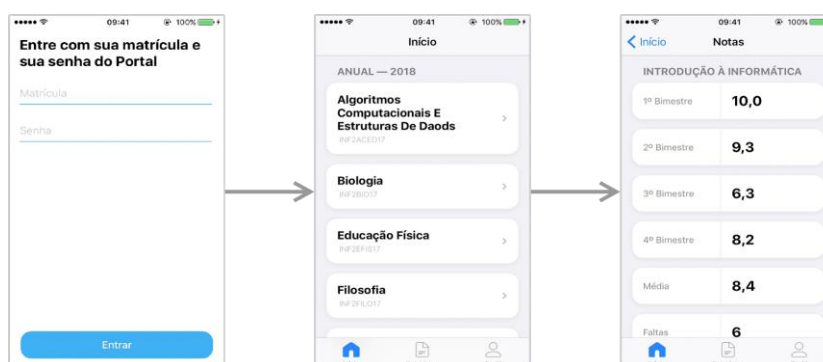 09:41
100%
Entre com sua matrícula e
sua senha do Portal
Matrícula
Senha
Entrar
09:41
100%
Início
ANUAL — 2018
Algoritmos
Computacionais E
Estruturas De Daods
INF2ACED17
Biologia
INF2BIO17
Educação Física
INF2EFIS17
Filosofia
INF2FILO17
09:41
100%
Início
Notas
INTRODUÇÃO À INFORMÁTICA
1º Bimestre 10,0
2º Bimestre 9,3
3º Bimestre 6,3
4º Bimestre 8,2
Média 8,4
Faltas 6